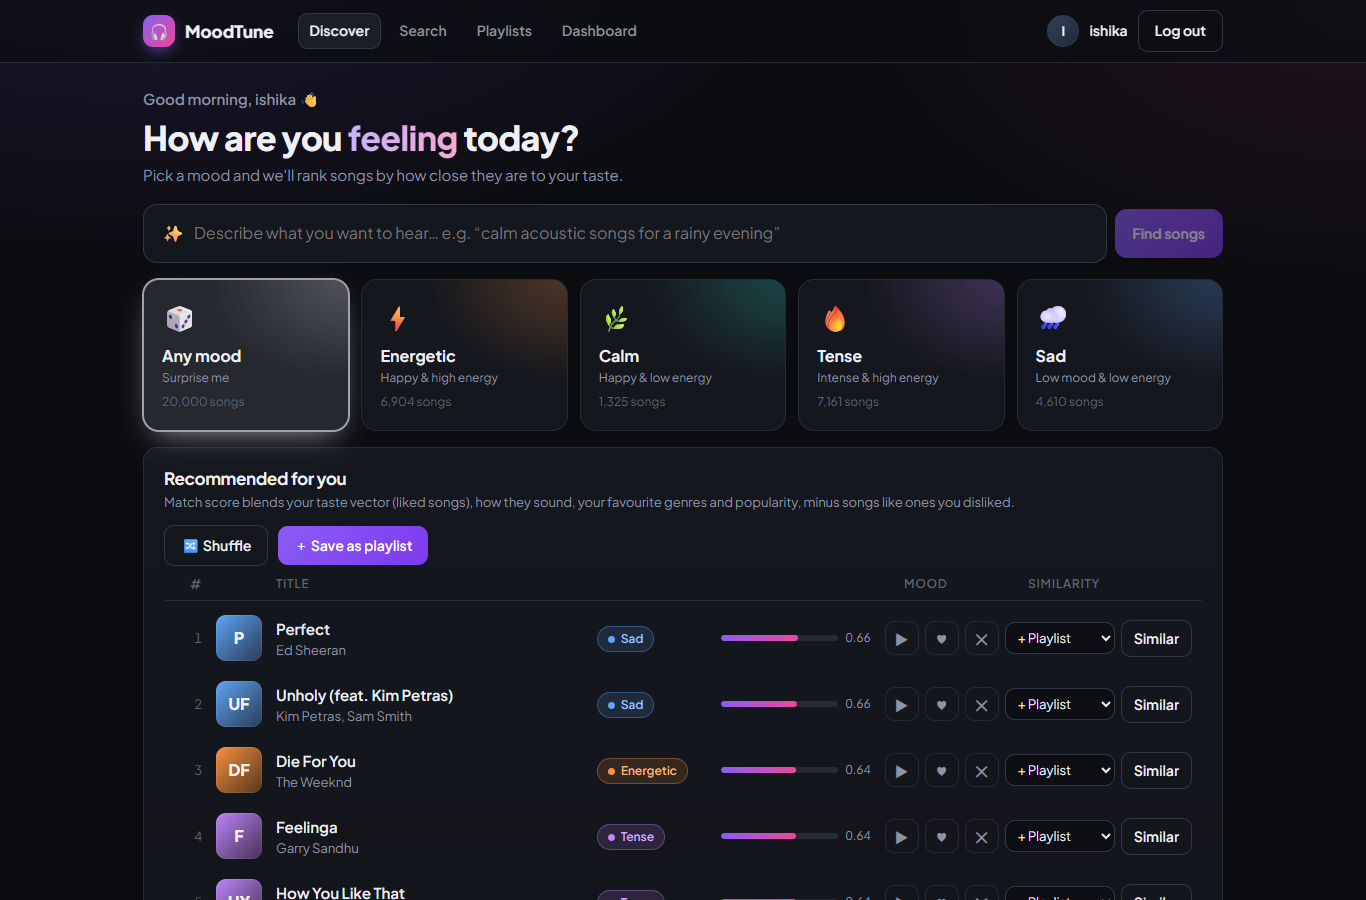 MoodTune Discover Search Playlists Dashboard I ishika Log out
Good morning, ishika 👋
How are you feeling today?
Pick a mood and we'll rank songs by how close they are to your taste.
✨ Describe what you want to hear... e.g. “calm acoustic songs for a rainy evening” Find songs
Any mood
Surprise me
20,000 songs
Energetic
Happy & high energy
6,904 songs
Calm
Happy & low energy
1,325 songs
Tense
Intense & high energy
7,161 songs
Sad
Low mood & low energy
4,610 songs
Recommended for you
Match score blends your taste vector (liked songs), how they sound, your favourite genres and popularity, minus songs like ones you disliked.
🔀 Shuffle + Save as playlist
# TITLE MOOD SIMILARITY
1 P Perfect Sad 0.66 + Playlist Similar
Ed Sheeran
2 UF Unholy (feat. Kim Petras) Sad 0.66 + Playlist Similar
Kim Petras, Sam Smith
3 DF Die For You Energetic 0.64 + Playlist Similar
The Weeknd
4 F Feelinga Tense 0.64 + Playlist Similar
Garry Sandhu
How You Like That